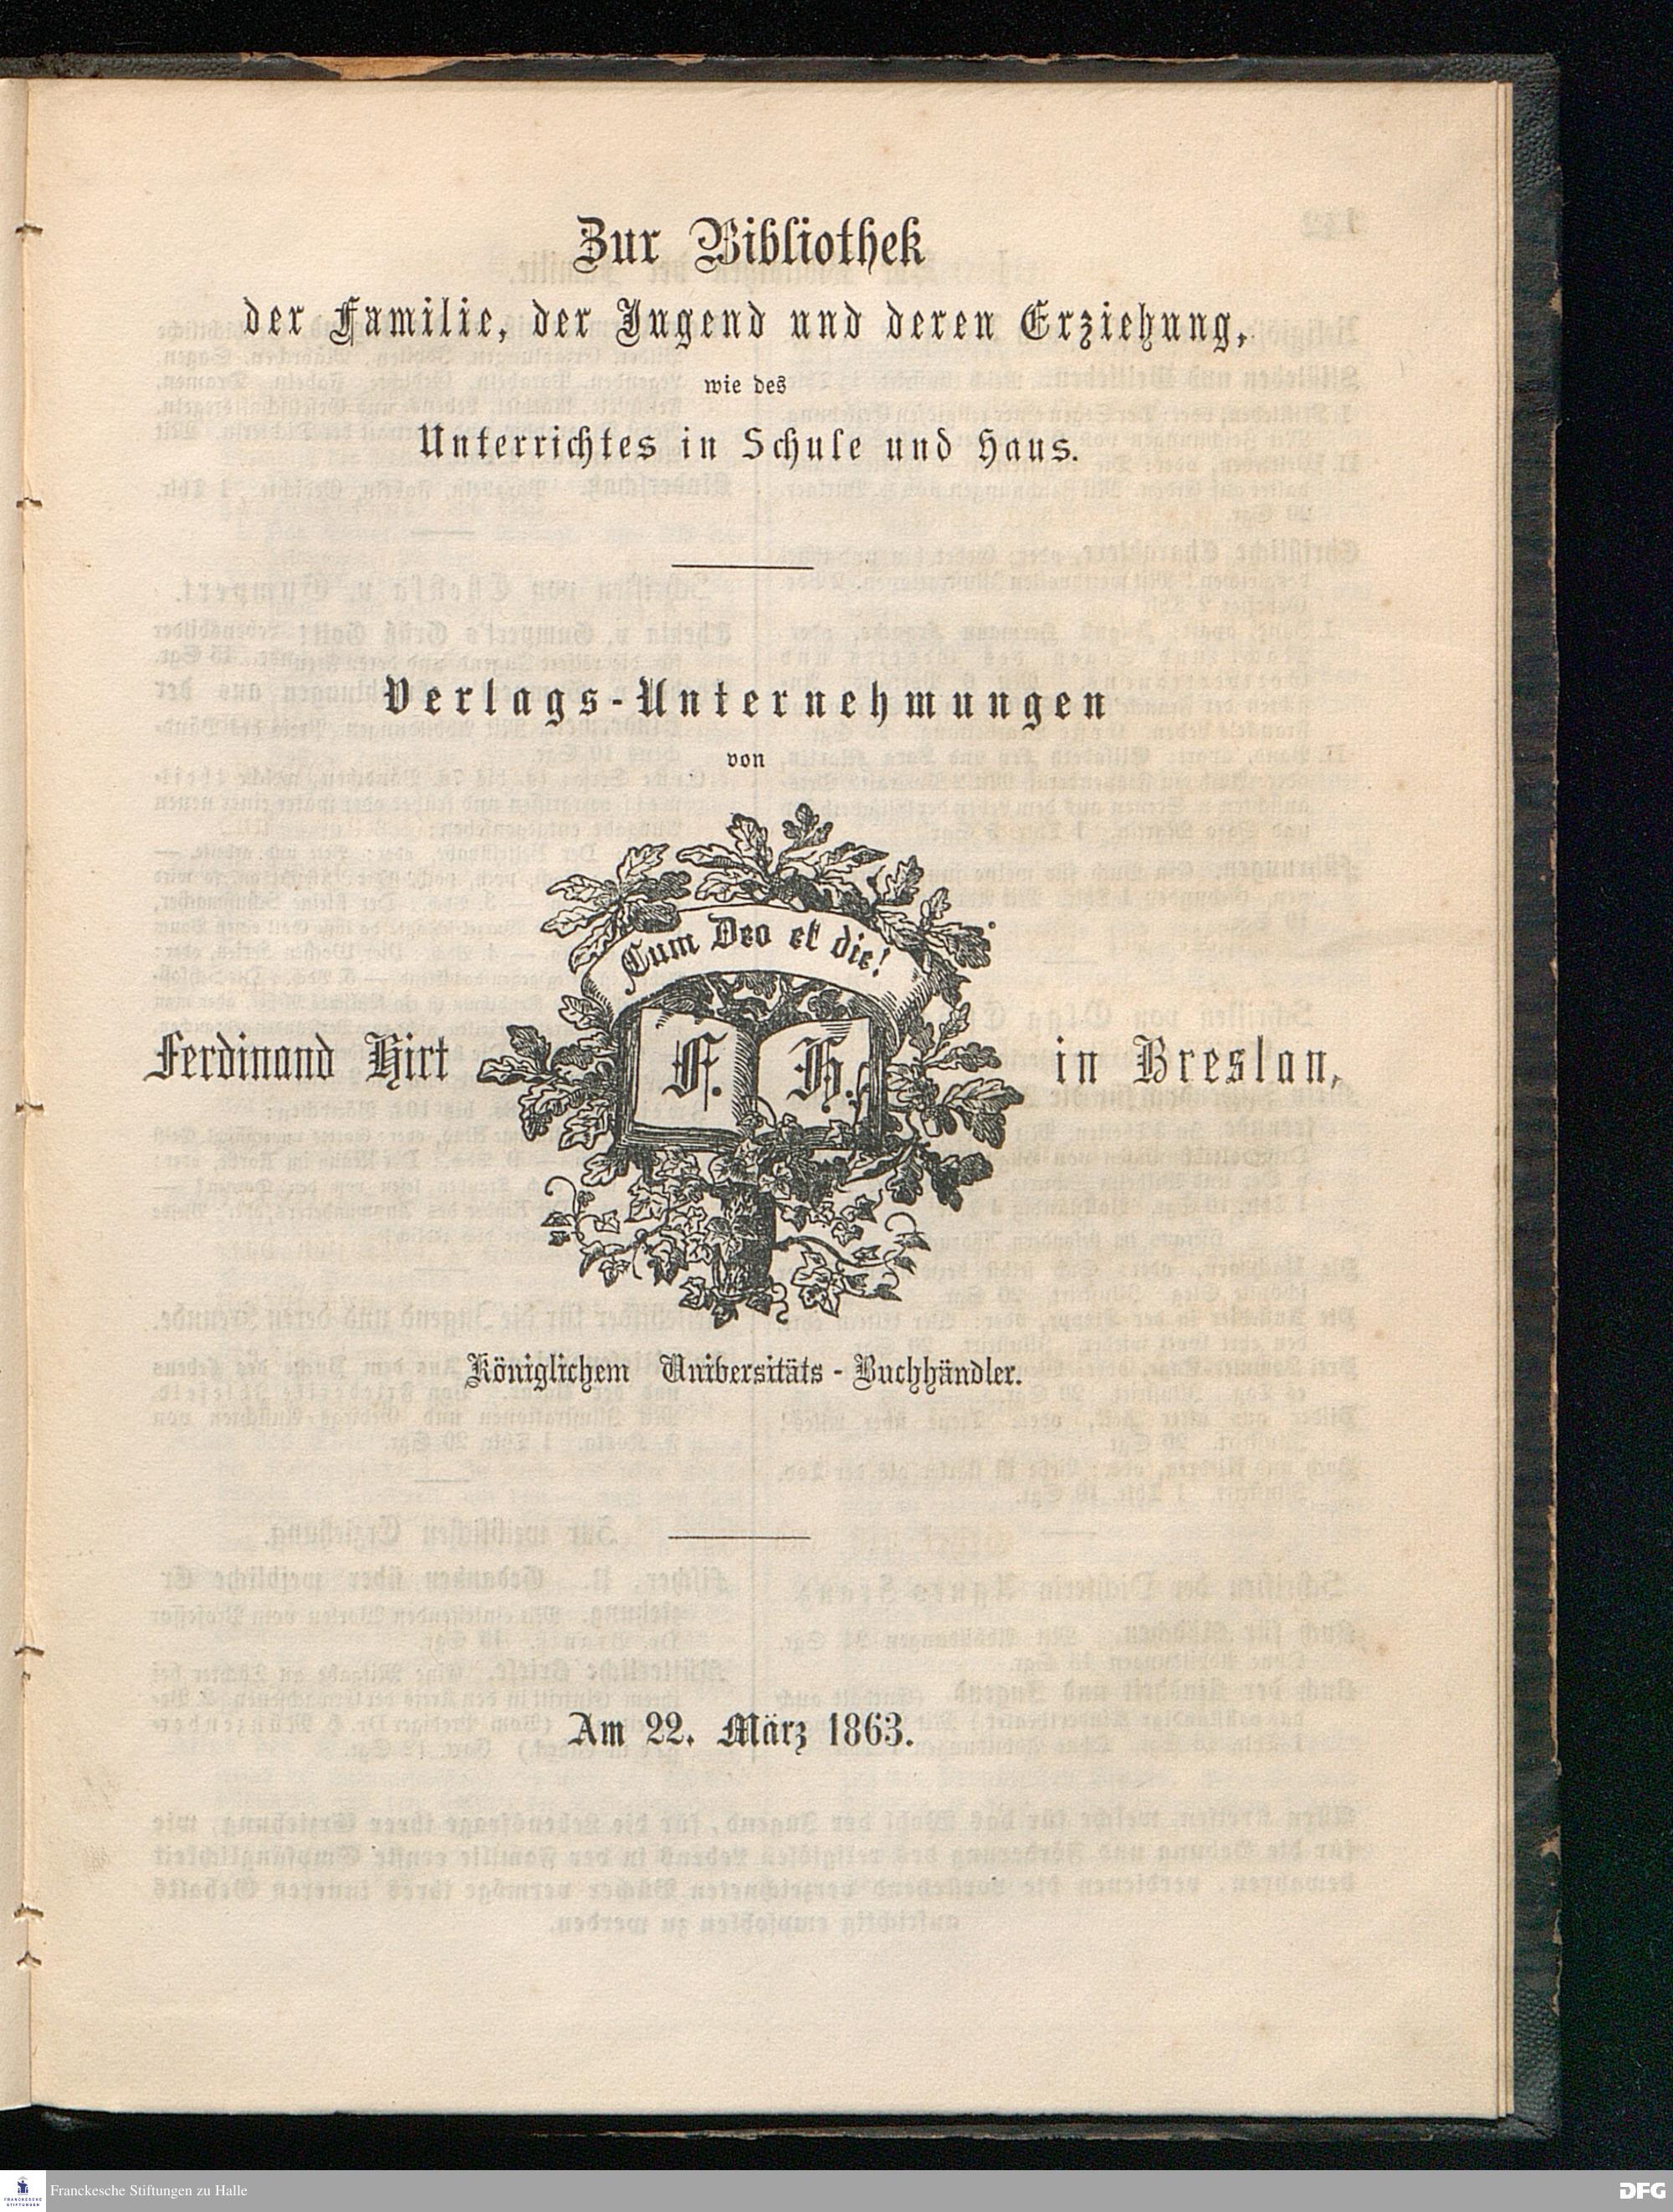 Zur Bibliothek
der Familie, der Jugend und deren Erziehung,
wie des
Unterrichtes in Schule und Haus.
Verlags-Unternehmungen
von
Cum Deo et die!
F. H.
Ferdinand Hirt in Breslau,
Königlichem Universitäts-Buchhändler.
Am 22. März 1863.
FRANCKESCHE STIFTUNGEN
Franckesche Stiftungen zu Halle
DFG